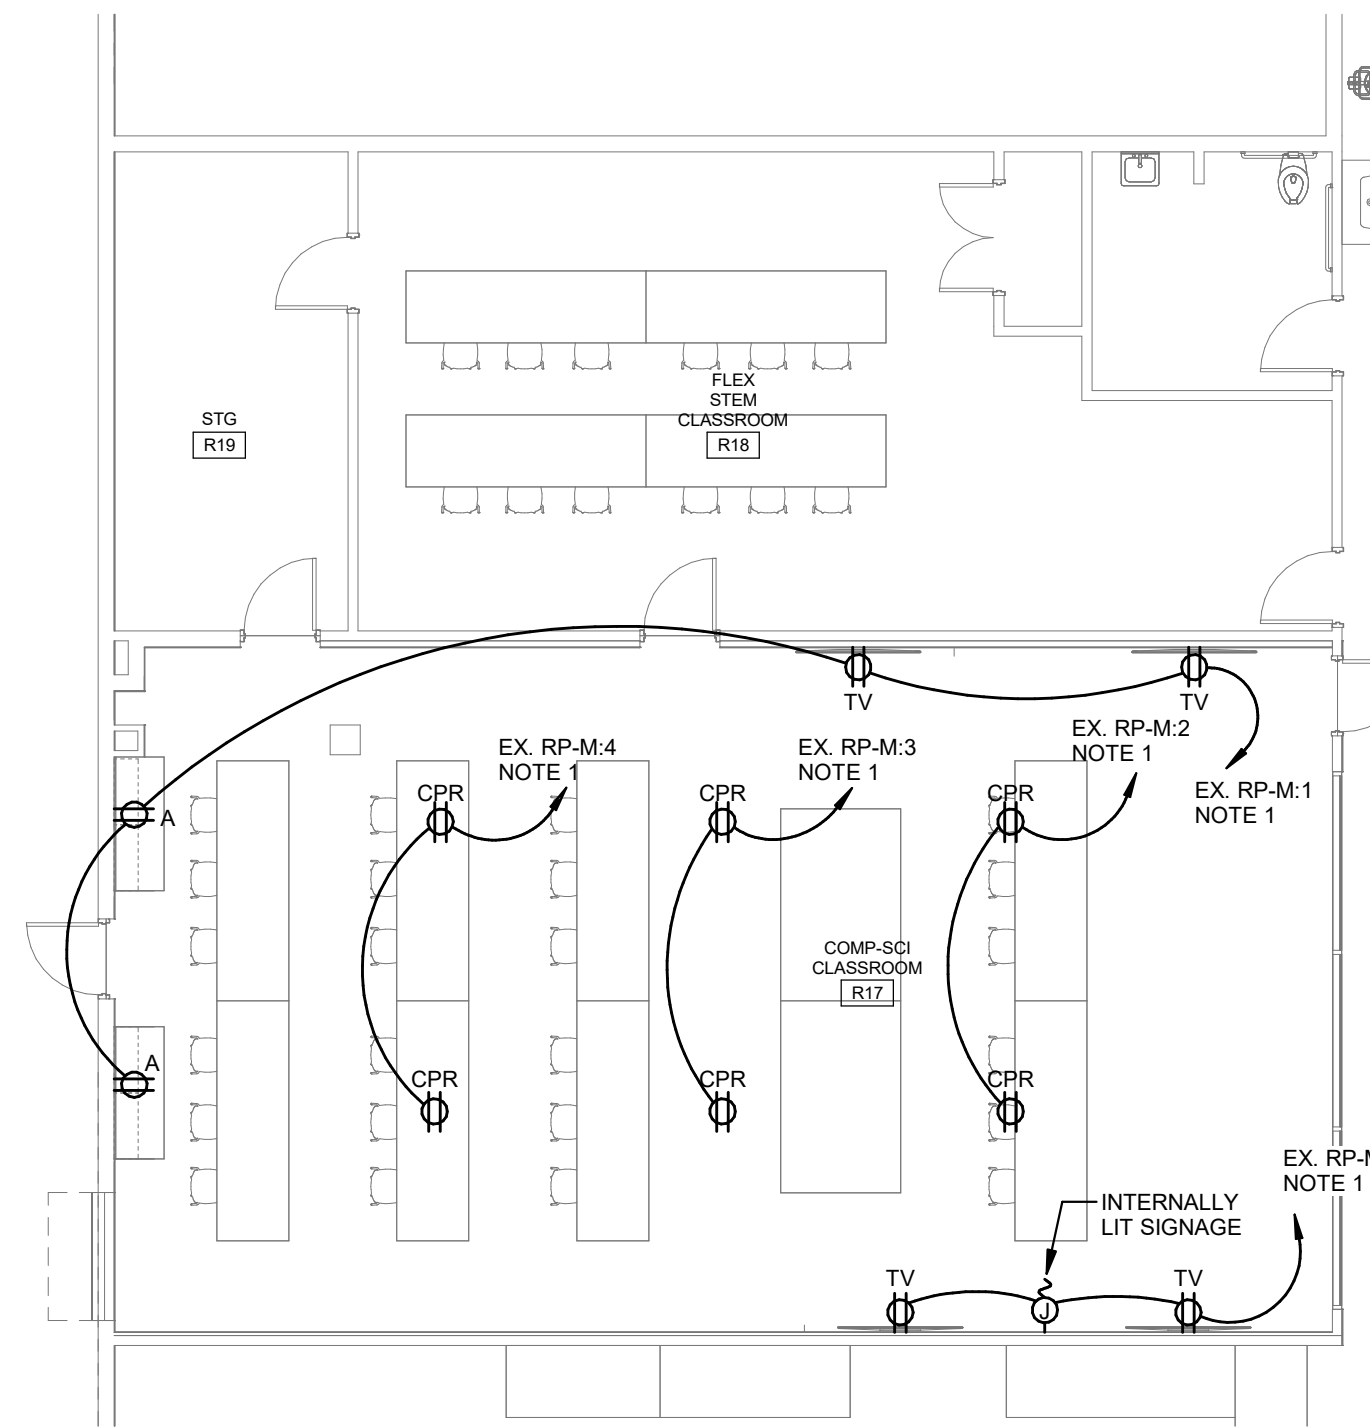 FLEX
STEM
CLASSROOM
R18
STG
R19
TV
TV
EX. RP-M:4
NOTE 1
EX. RP-M:3
NOTE 1
EX. RP-M:2
NOTE 1
EX. RP-M:1
NOTE 1
CPR
CPR
CPR
A
COMP-SCI
CLASSROOM
R17
A
CPR
CPR
CPR
EX. RP-
NOTE 1
INTERNALLY
LIT SIGNAGE
TV
TV
J